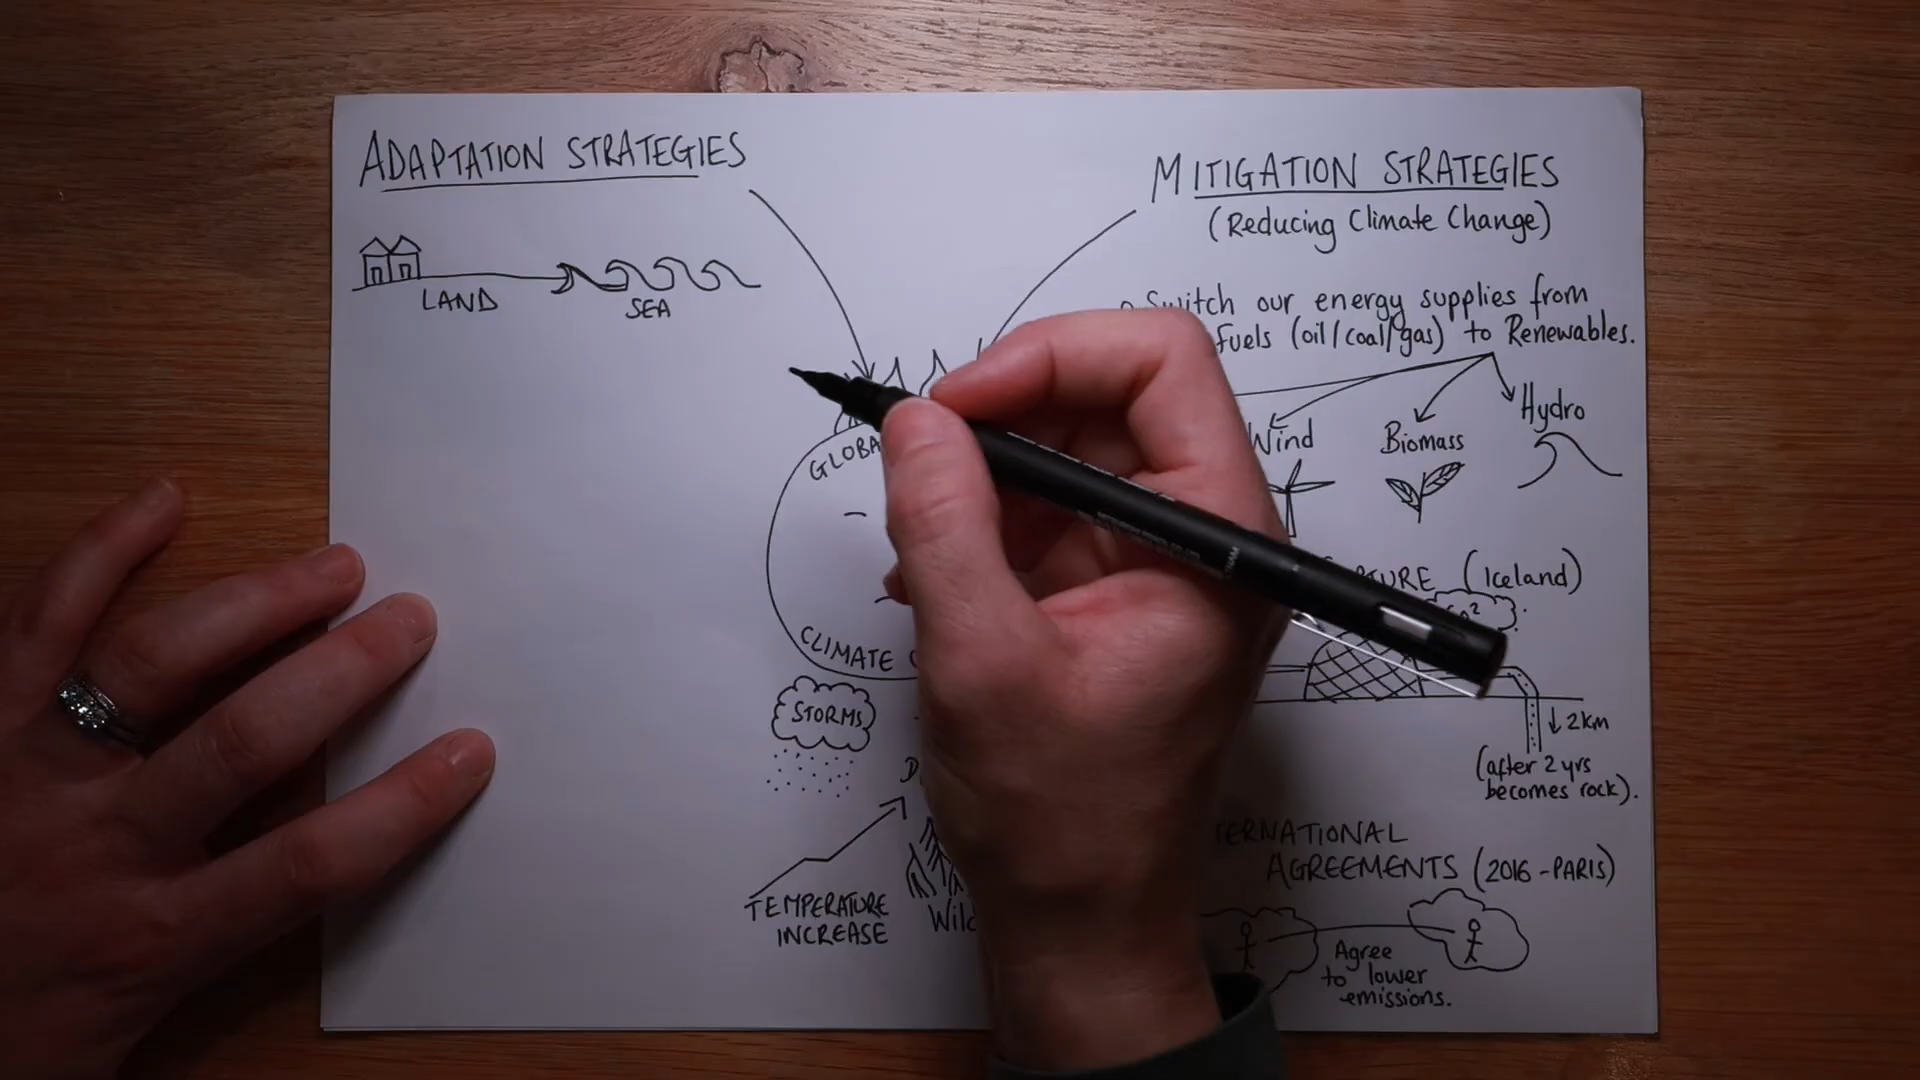 ADAPTATION STRATEGIES
LAND
SEA
MITIGATION STRATEGIES
(Reducing Climate Change)
Switch our energy supplies from
fuels (oil/coal/gas) to Renewables.
Wind
Biomass
Hydro
(Iceland)
↓ 2km
(after 2 yrs
becomes rock).
AGREEMENTS (2016 - PARIS)
Agree
to lower
emissions.
CLIMATE
STORMS
TEMPERATURE
INCREASE